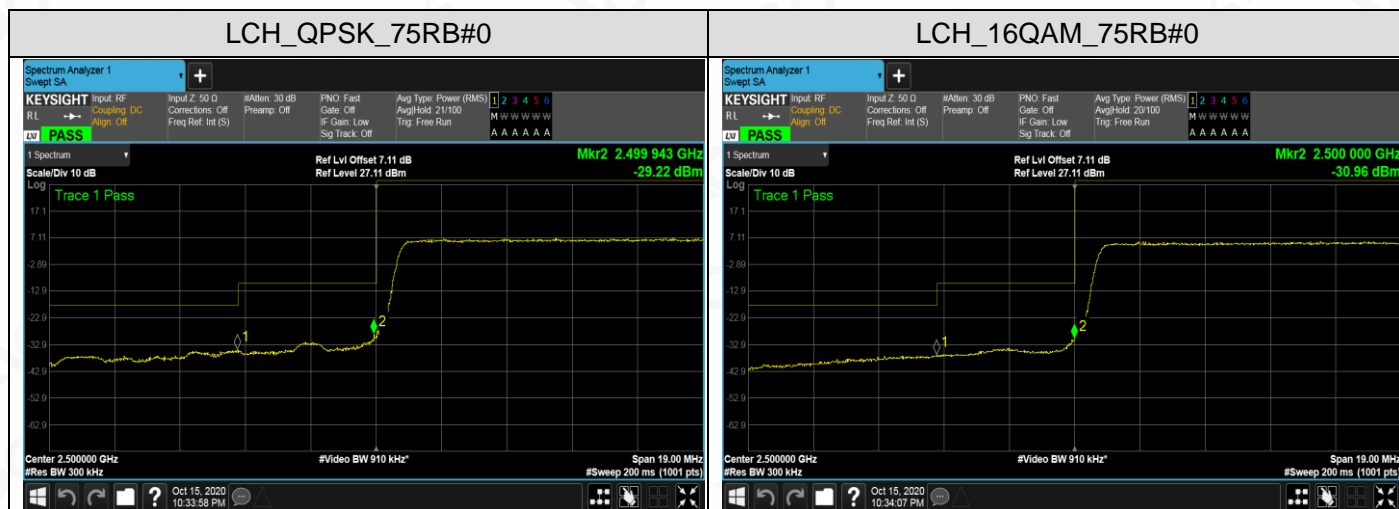 LCH_QPSK_75RB#0
LCH_16QAM_75RB#0
Spectrum Analyzer 1
Swept SA
+
KEYSIGHT Input: RF
RL
Coupling: DC
Align: Off
Input Z: 50 Ω
Corrections: Off
Freq Ref: Int (S)
#Atten: 30 dB
Preamp: Off
PNO: Fast
Gate: Off
IF Gain: Low
Sig Track: Off
Avg Type: Power (RMS)
Avg|Hold: 21/100
Trig: Free Run
1 2 3 4 5 6
M W W W W W
A A A A A A
LXI PASS
1 Spectrum
Scale/Div 10 dB
Ref Lvl Offset 7.11 dB
Ref Level 27.11 dBm
Mkr2 2.499 943 GHz
-29.22 dBm
Log
Trace 1 Pass
17.1
7.11
-2.89
-12.9
-22.9
-32.9
-42.9
-52.9
-62.9
1
2
Center 2.500000 GHz
#Res BW 300 kHz
#Video BW 910 kHz*
Span 19.00 MHz
#Sweep 200 ms (1001 pts)
?
Oct 15, 2020
10:33:58 PM
Spectrum Analyzer 1
Swept SA
+
KEYSIGHT Input: RF
RL
Coupling: DC
Align: Off
Input Z: 50 Ω
Corrections: Off
Freq Ref: Int (S)
#Atten: 30 dB
Preamp: Off
PNO: Fast
Gate: Off
IF Gain: Low
Sig Track: Off
Avg Type: Power (RMS)
Avg|Hold: 20/100
Trig: Free Run
1 2 3 4 5 6
M W W W W W
A A A A A A
LXI PASS
1 Spectrum
Scale/Div 10 dB
Ref Lvl Offset 7.11 dB
Ref Level 27.11 dBm
Mkr2 2.500 000 GHz
-30.96 dBm
Log
Trace 1 Pass
17.1
7.11
-2.89
-12.9
-22.9
-32.9
-42.9
-52.9
-62.9
1
2
Center 2.500000 GHz
#Res BW 300 kHz
#Video BW 910 kHz*
Span 19.00 MHz
#Sweep 200 ms (1001 pts)
?
Oct 15, 2020
10:34:07 PM